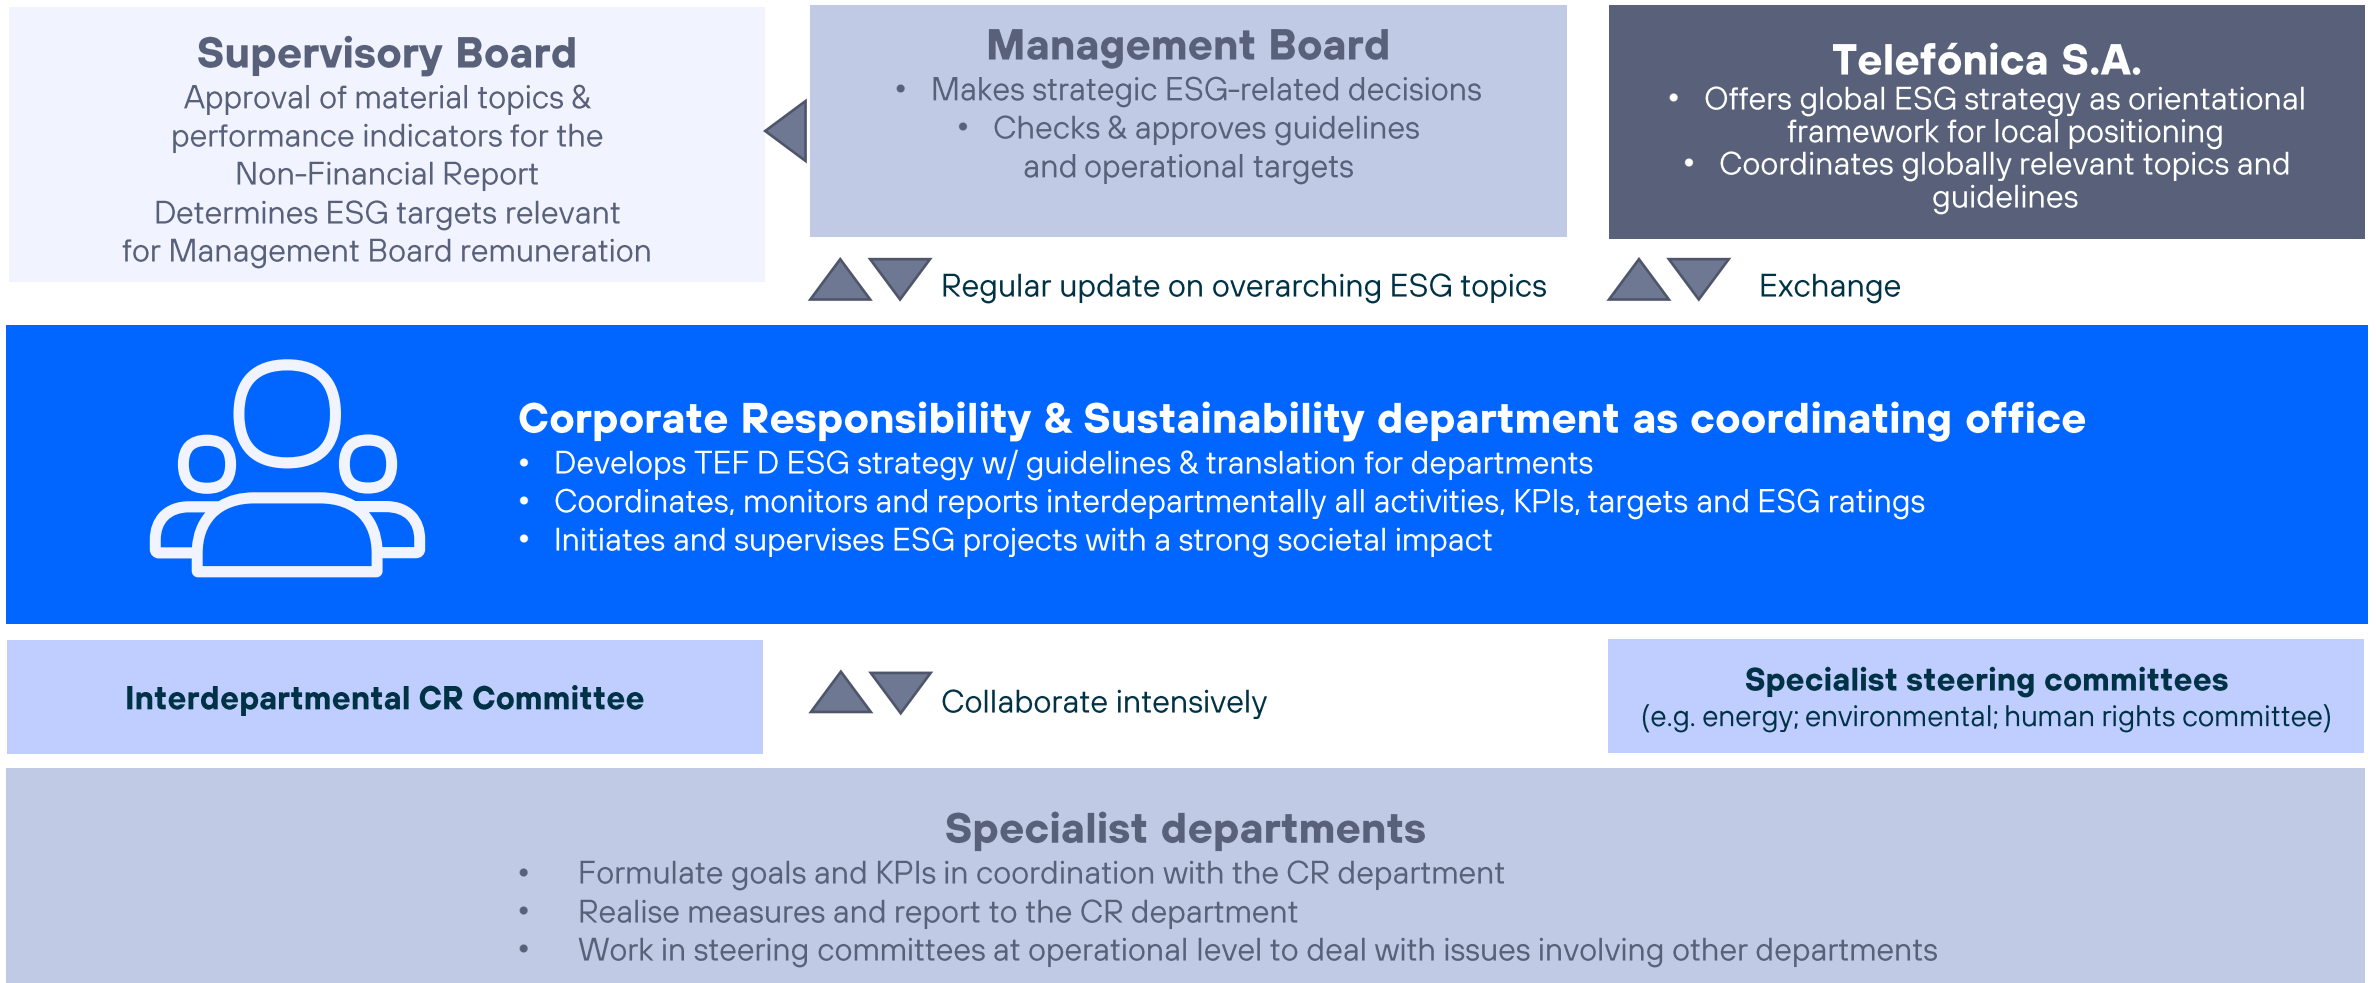 Supervisory Board
Approval of material topics &
performance indicators for the
Non-Financial Report
Determines ESG targets relevant
for Management Board remuneration
Management Board
• Makes strategic ESG-related decisions
• Checks & approves guidelines
and operational targets
Telefónica S.A.
• Offers global ESG strategy as orientational
framework for local positioning
• Coordinates globally relevant topics and
guidelines
Regular update on overarching ESG topics
Exchange
Corporate Responsibility & Sustainability department as coordinating office
• Develops TEF D ESG strategy w/ guidelines & translation for departments
• Coordinates, monitors and reports interdepartmentally all activities, KPIs, targets and ESG ratings
• Initiates and supervises ESG projects with a strong societal impact
Interdepartmental CR Committee
Collaborate intensively
Specialist steering committees
(e.g. energy; environmental; human rights committee)
Specialist departments
• Formulate goals and KPIs in coordination with the CR department
• Realise measures and report to the CR department
• Work in steering committees at operational level to deal with issues involving other departments